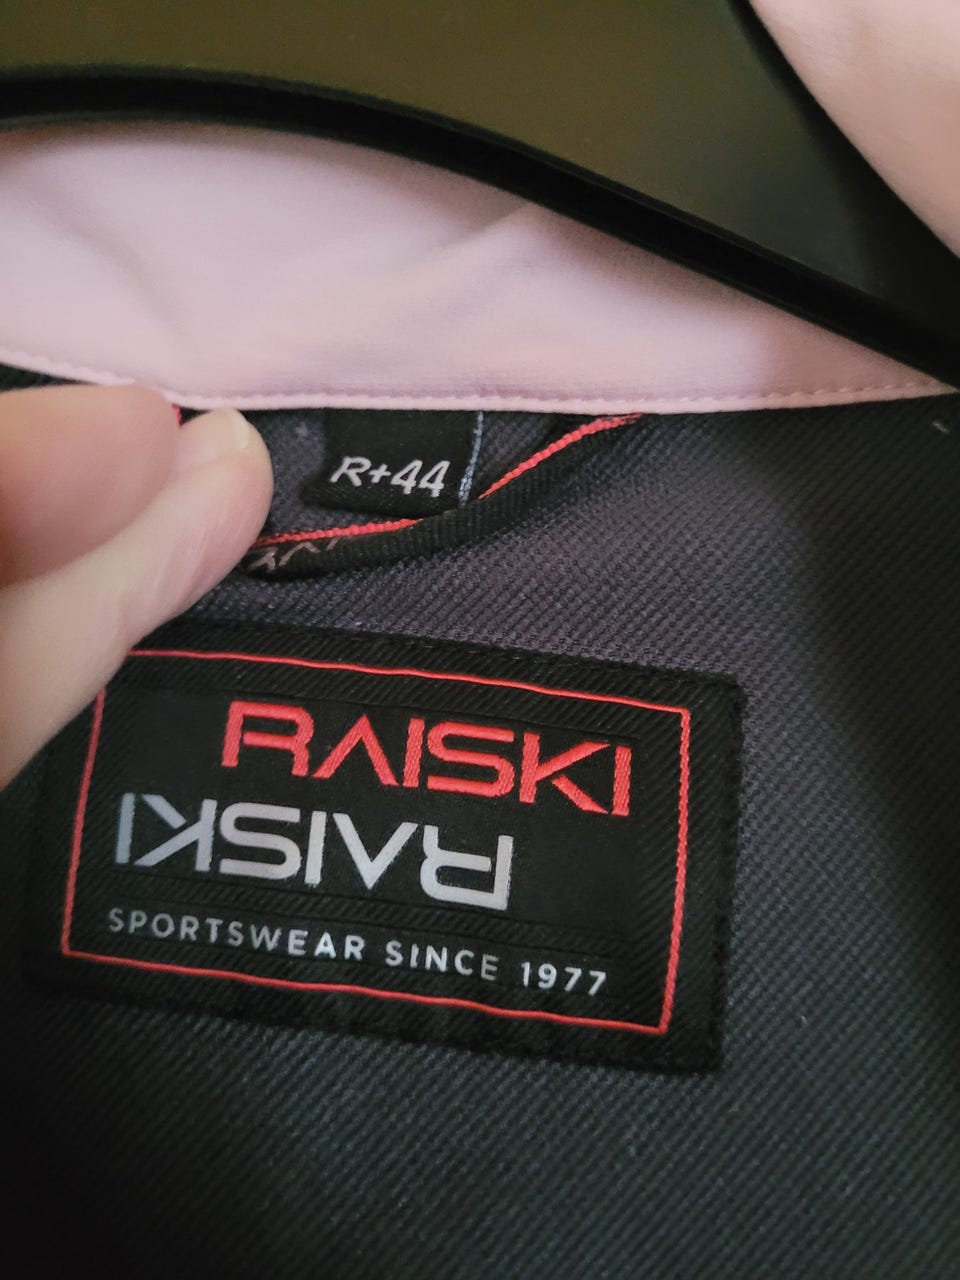 R+44
RAISKI
RAISKI
SPORTSWEAR SINCE 1977